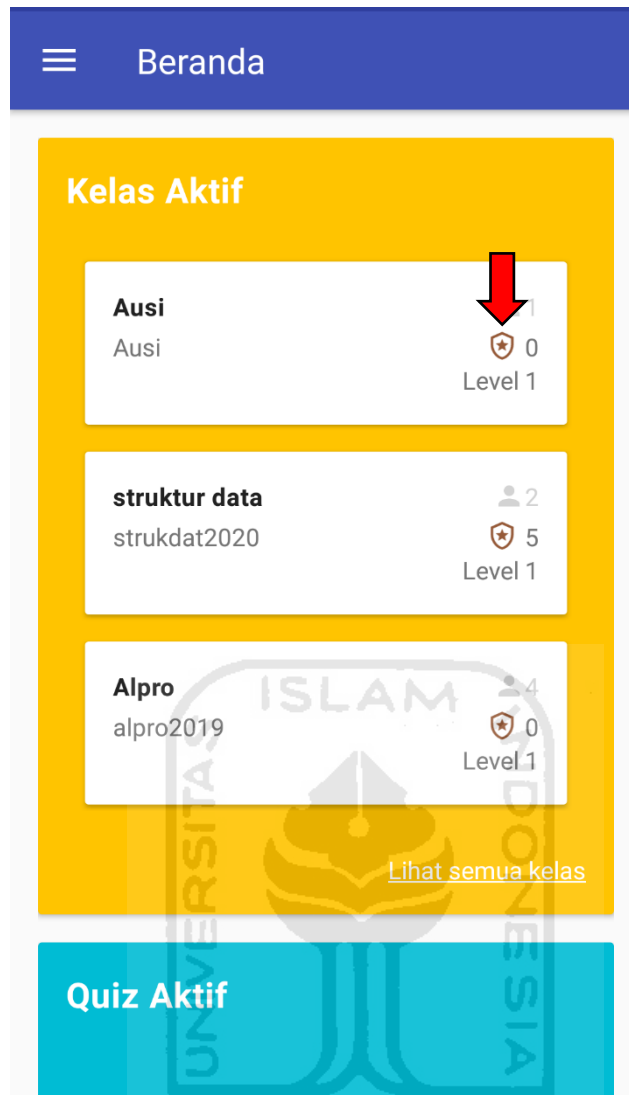 Beranda
Kelas Aktif
Ausi
1
Ausi
0
Level 1
struktur data
2
strukdat2020
5
Level 1
Alpro
4
alpro2019
0
Level 1
Lihat semua kelas
Quiz Aktif
UNIVERSITAS ISLAM INDONESIA